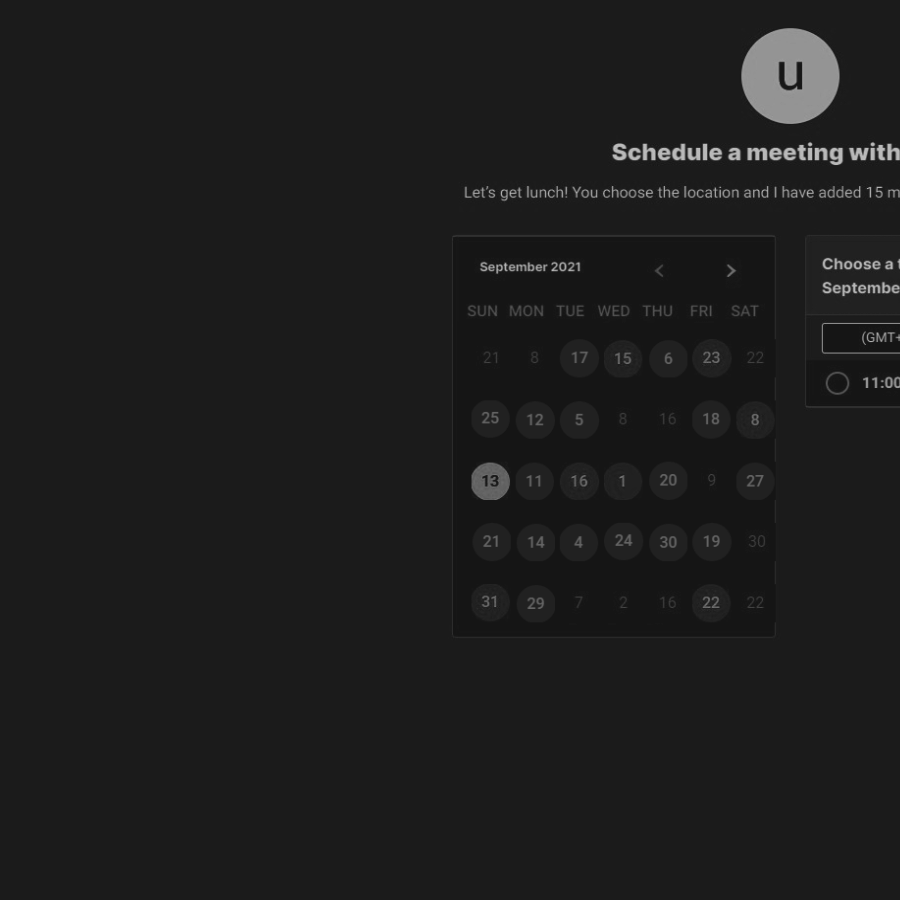 u
Schedule a meeting with
Let's get lunch! You choose the location and I have added 15 m
September 2021
SUN MON TUE WED THU FRI SAT
21 8 17 15 6 23 22
25 12 5 8 16 18 8
13 11 16 1 20 9 27
21 14 4 24 30 19 30
31 29 7 2 16 22 22
Choose a t
Septembe
(GMT+
11:00